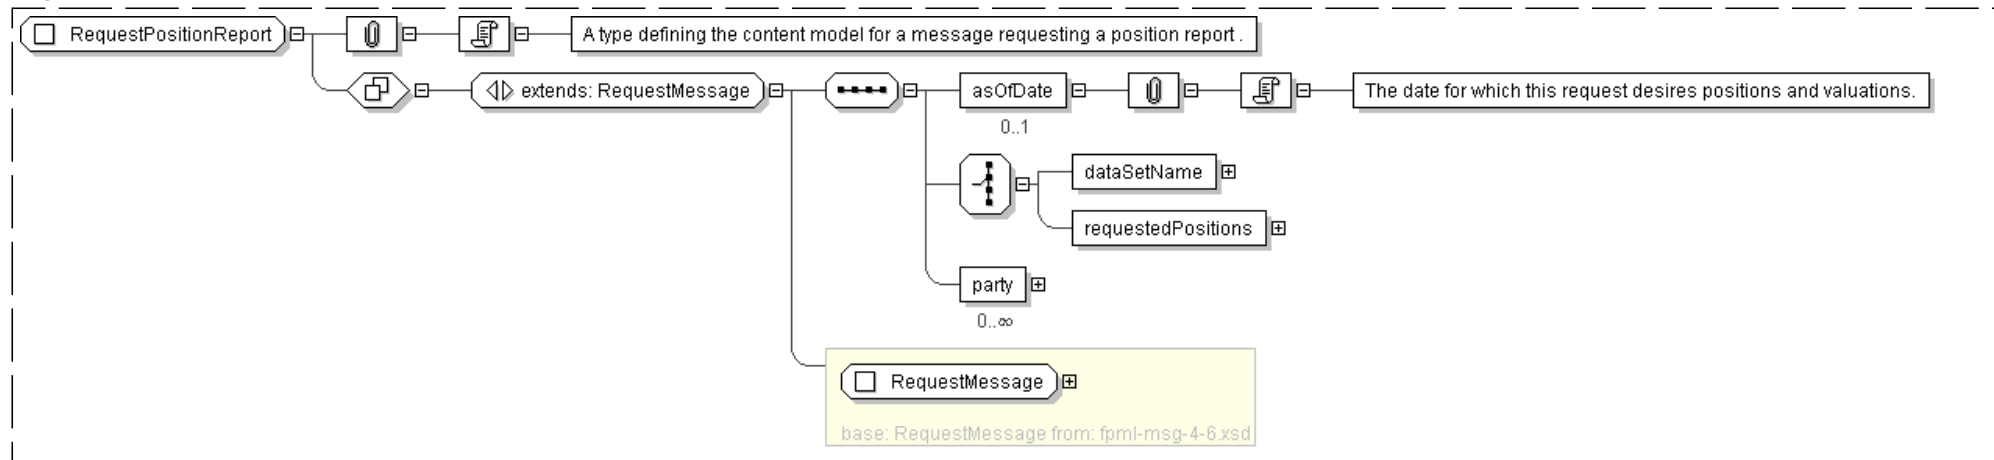 RequestPositionReport
A type defining the content model for a message requesting a position report .
extends: RequestMessage
asOfDate
The date for which this request desires positions and valuations.
0..1
dataSetName
requestedPositions
party
0..∞
RequestMessage
base: RequestMessage from: fpml-msg-4-6.xsd